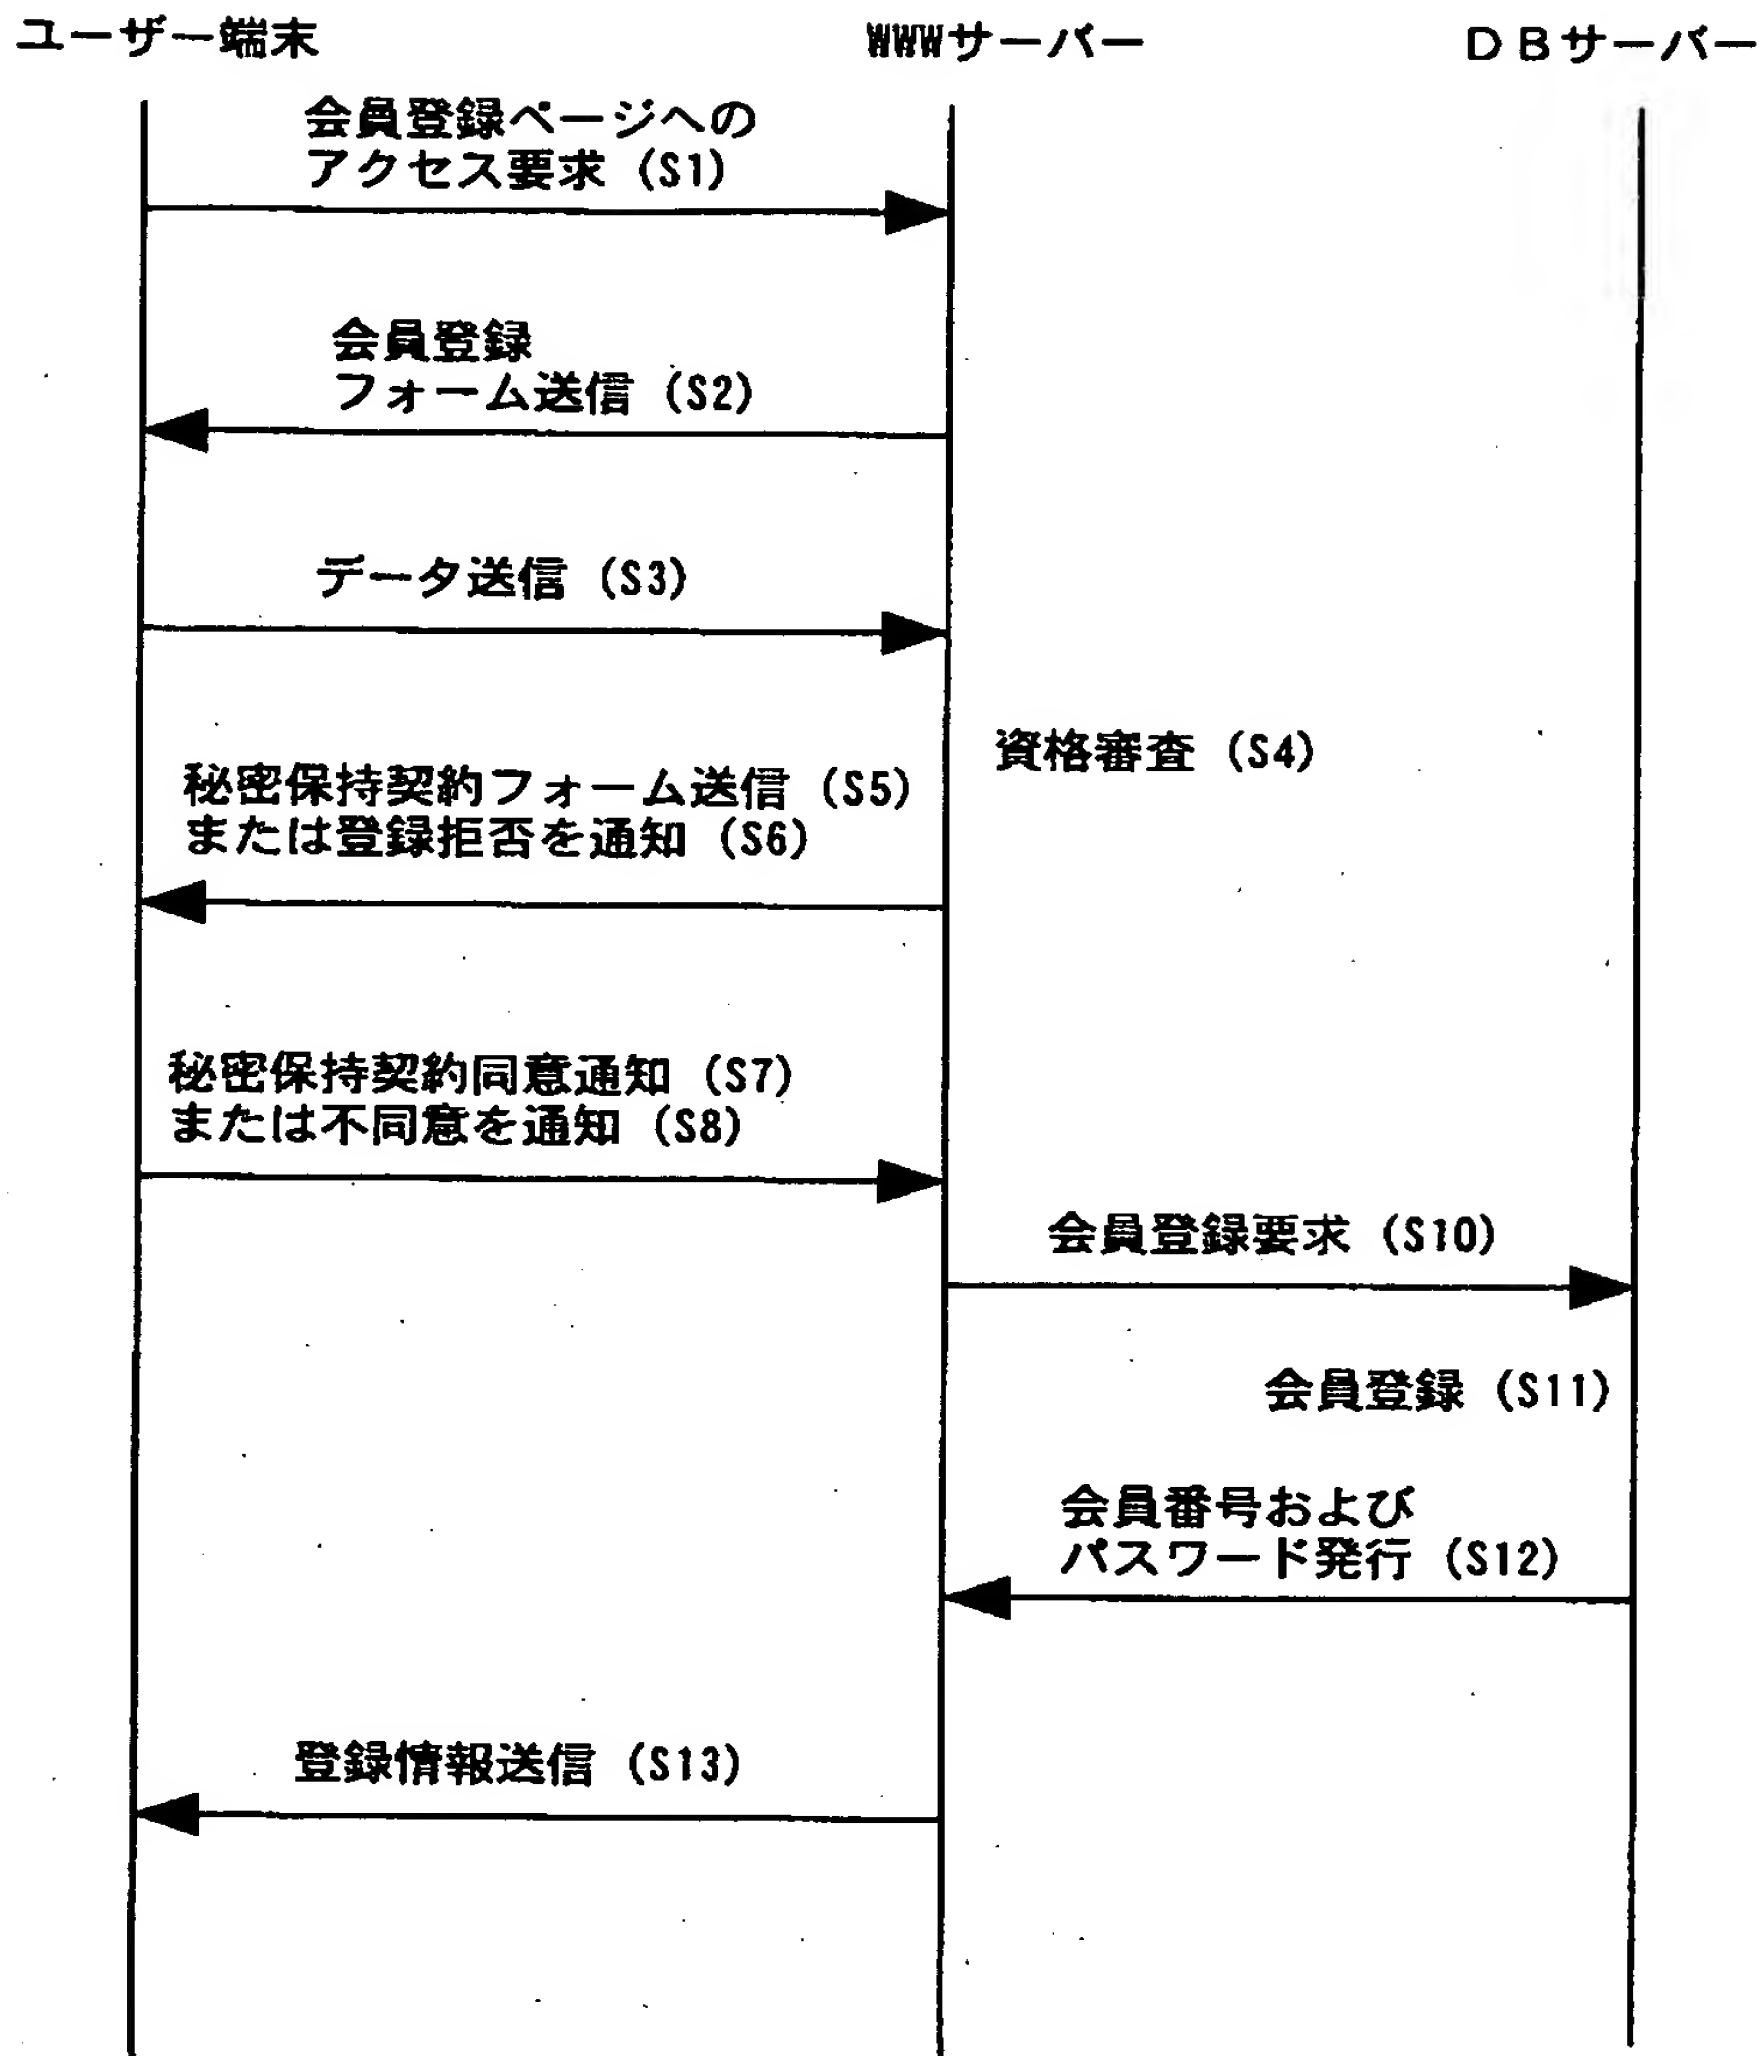 ユーザー端末
WWWサーバー
ＤＢサーバー
会員登録ページへの
アクセス要求 (S1)
会員登録
フォーム送信 (S2)
データ送信 (S3)
資格審査 (S4)
秘密保持契約フォーム送信 (S5)
または登録拒否を通知 (S6)
秘密保持契約同意通知 (S7)
または不同意を通知 (S8)
会員登録要求 (S10)
会員登録 (S11)
会員番号および
パスワード発行 (S12)
登録情報送信 (S13)